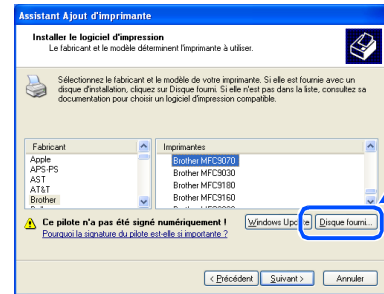 Assistant Ajout d'imprimante
Installer le logiciel d'impression
Le fabricant et le modèle déterminent l'imprimante à utiliser.
Sélectionnez le fabricant et le modèle de votre imprimante. Si elle est fournie avec un
disque d'installation, cliquez sur Disque fourni. Si elle n'est pas dans la liste, consultez sa
documentation pour choisir un logiciel d'impression compatible.
Fabricant
Apple
APS-PS
AST
AT&T
Brother
Imprimantes
Brother MFC9070
Brother MFC9030
Brother MFC9180
Brother MFC9160
Ce pilote n'a pas été signé numériquement !
Pourquoi la signature du pilote est-elle si importante ?
Windows Update
Disque fourni...
< Précédent
Suivant >
Annuler